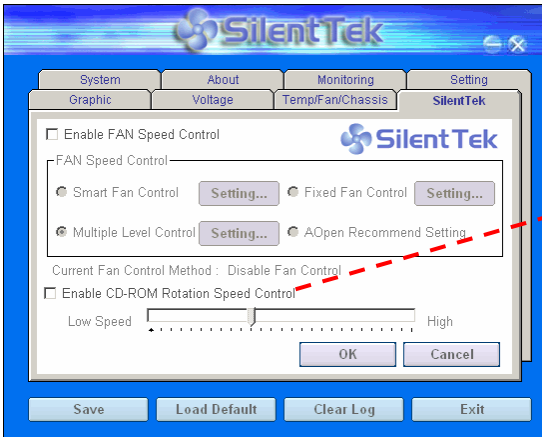 SilentTek
System About Monitoring Setting
Graphic Voltage Temp/Fan/Chassis SilentTek
Enable FAN Speed Control SilentTek
FAN Speed Control
Smart Fan Control Setting... Fixed Fan Control Setting...
Multiple Level Control Setting... AOpen Recommend Setting
Current Fan Control Method : Disable Fan Control
Enable CD-ROM Rotation Speed Control
Low Speed High
OK Cancel
Save Load Default Clear Log Exit